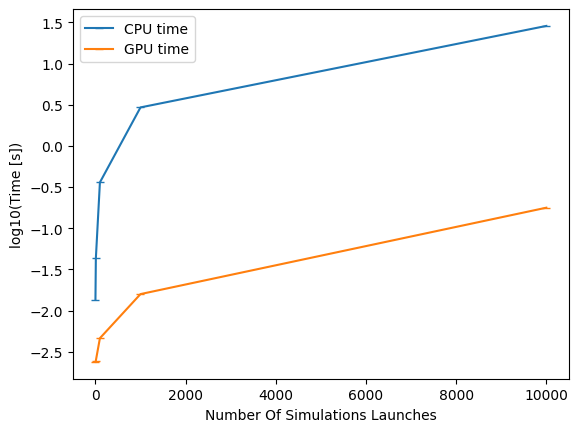 CPU time
GPU time
1.5
1.0
0.5
0.0
−0.5
−1.0
−1.5
−2.0
−2.5
log10(Time [s])
0 2000 4000 6000 8000 10000
Number Of Simulations Launches